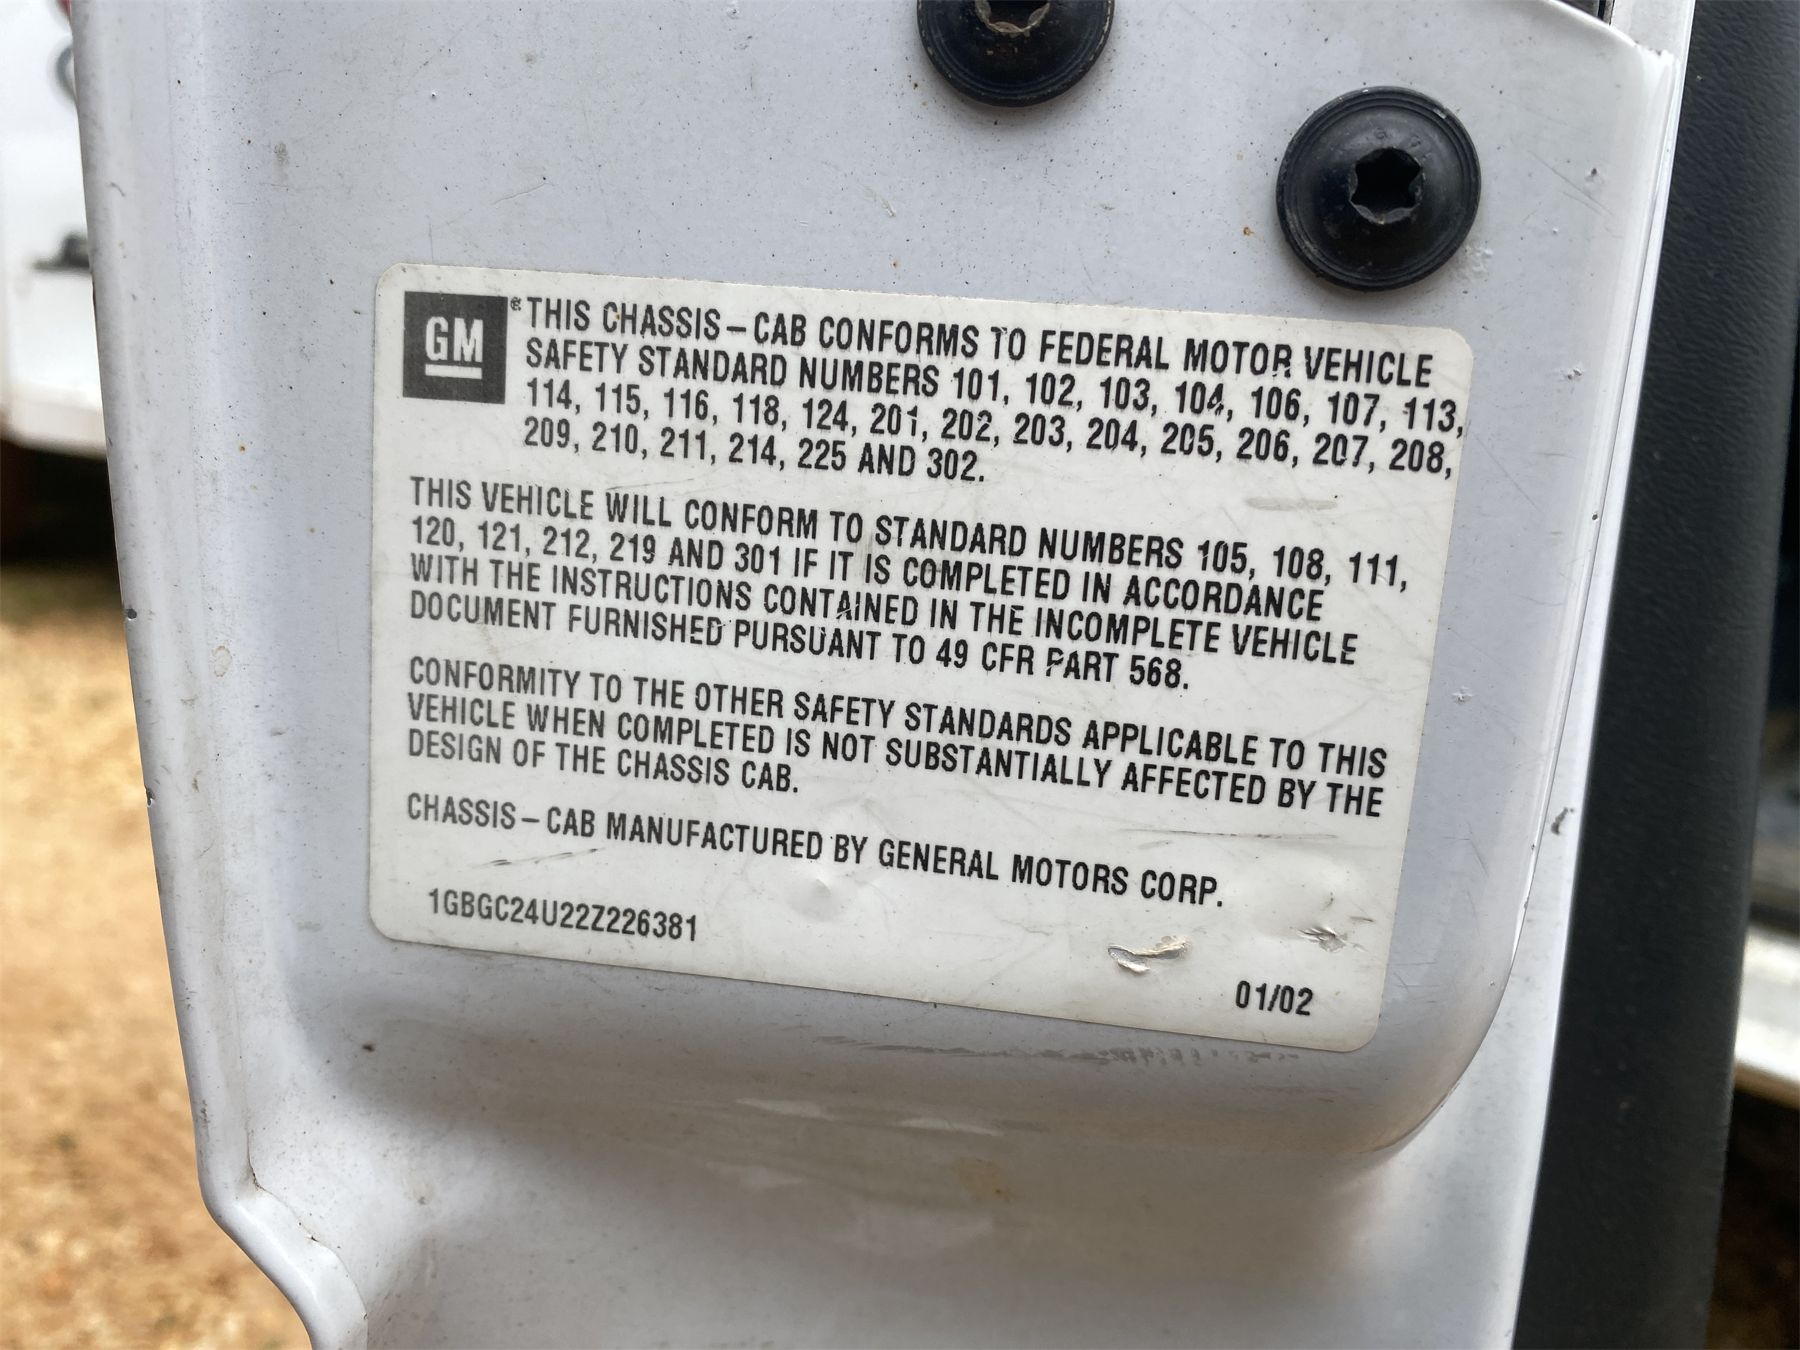 GM
® THIS CHASSIS–CAB CONFORMS TO FEDERAL MOTOR VEHICLE
SAFETY STANDARD NUMBERS 101, 102, 103, 104, 106, 107, 113,
114, 115, 116, 118, 124, 201, 202, 203, 204, 205, 206, 207, 208,
209, 210, 211, 214, 225 AND 302.
THIS VEHICLE WILL CONFORM TO STANDARD NUMBERS 105, 108, 111,
120, 121, 212, 219 AND 301 IF IT IS COMPLETED IN ACCORDANCE
WITH THE INSTRUCTIONS CONTAINED IN THE INCOMPLETE VEHICLE
DOCUMENT FURNISHED PURSUANT TO 49 CFR PART 568.
CONFORMITY TO THE OTHER SAFETY STANDARDS APPLICABLE TO THIS
VEHICLE WHEN COMPLETED IS NOT SUBSTANTIALLY AFFECTED BY THE
DESIGN OF THE CHASSIS CAB.
CHASSIS–CAB MANUFACTURED BY GENERAL MOTORS CORP.
1GBGC24U22Z226381
01/02